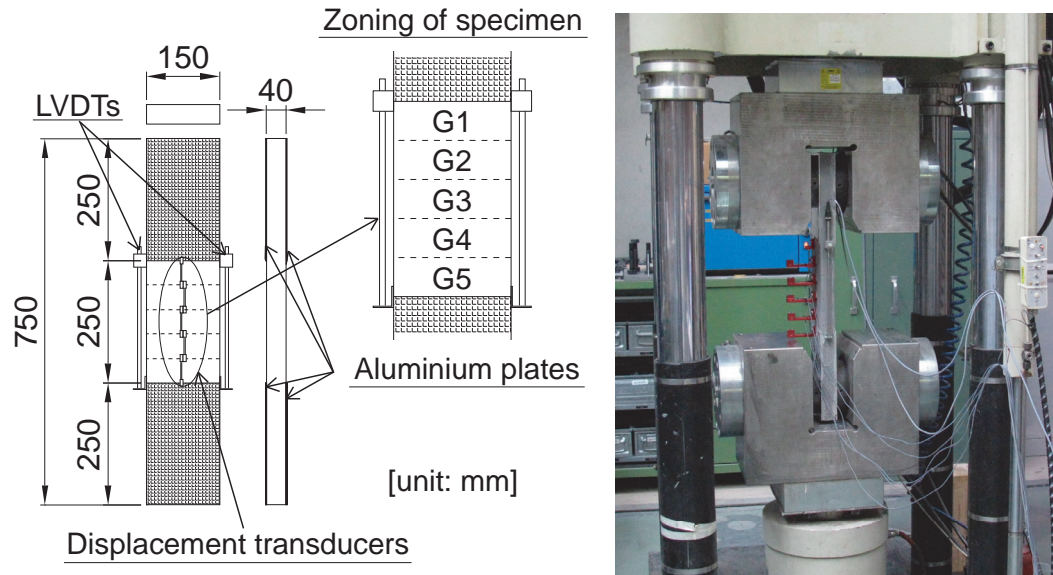 Zoning of specimen
150
LVDTs
40
G1
G2
G3
G4
G5
250
750
250
250
Aluminium plates
[unit: mm]
Displacement transducers